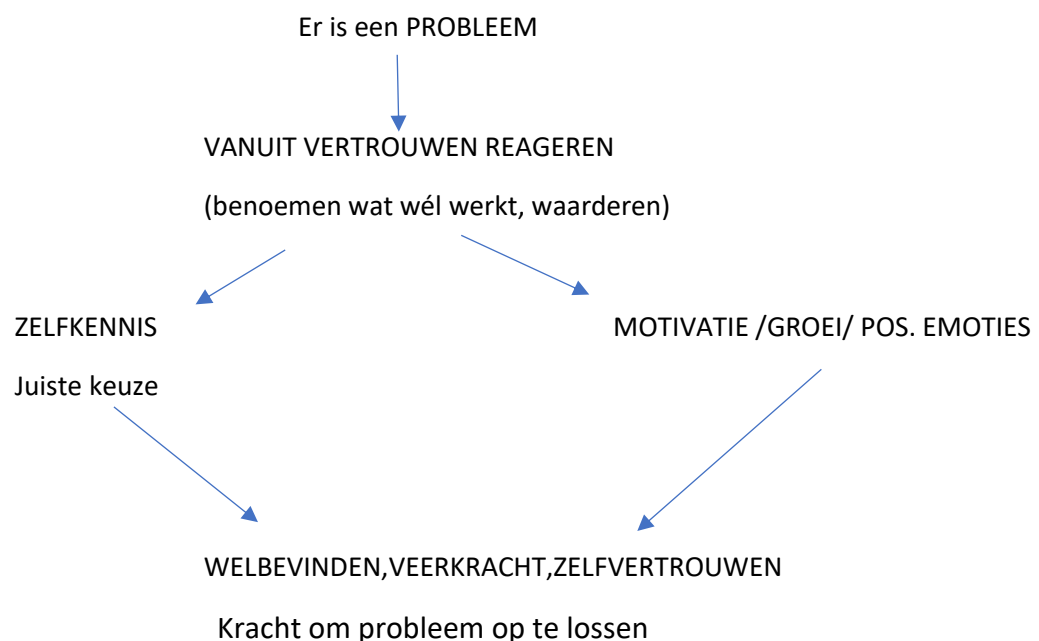 Er is een PROBLEEM
VANUIT VERTROUWEN REAGEREN
(benoemen wat wél werkt, waarderen)
ZELFKENNIS
MOTIVATIE /GROEI/ POS. EMOTIES
Juiste keuze
WELBEVINDEN,VEERKRACHT,ZELFVERTROUWEN
Kracht om probleem op te lossen